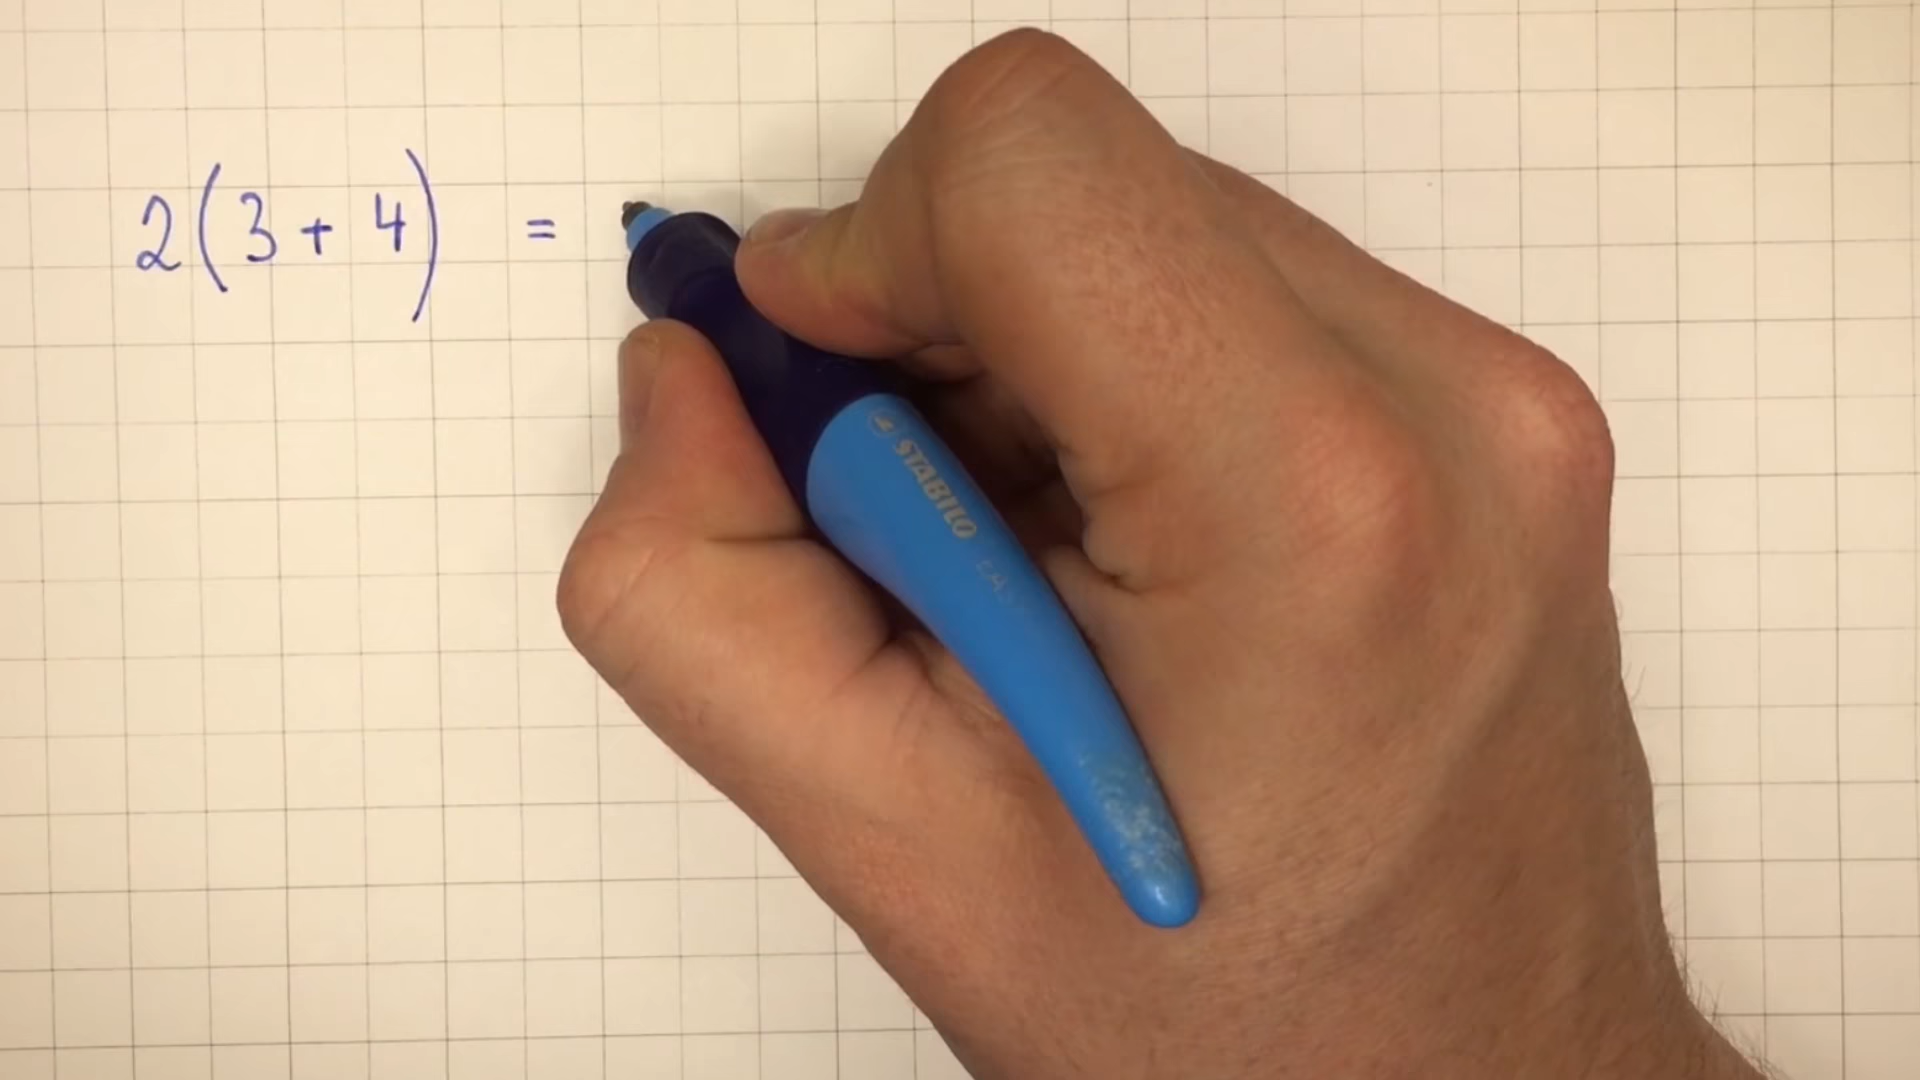 2(3+4) =
STABILO